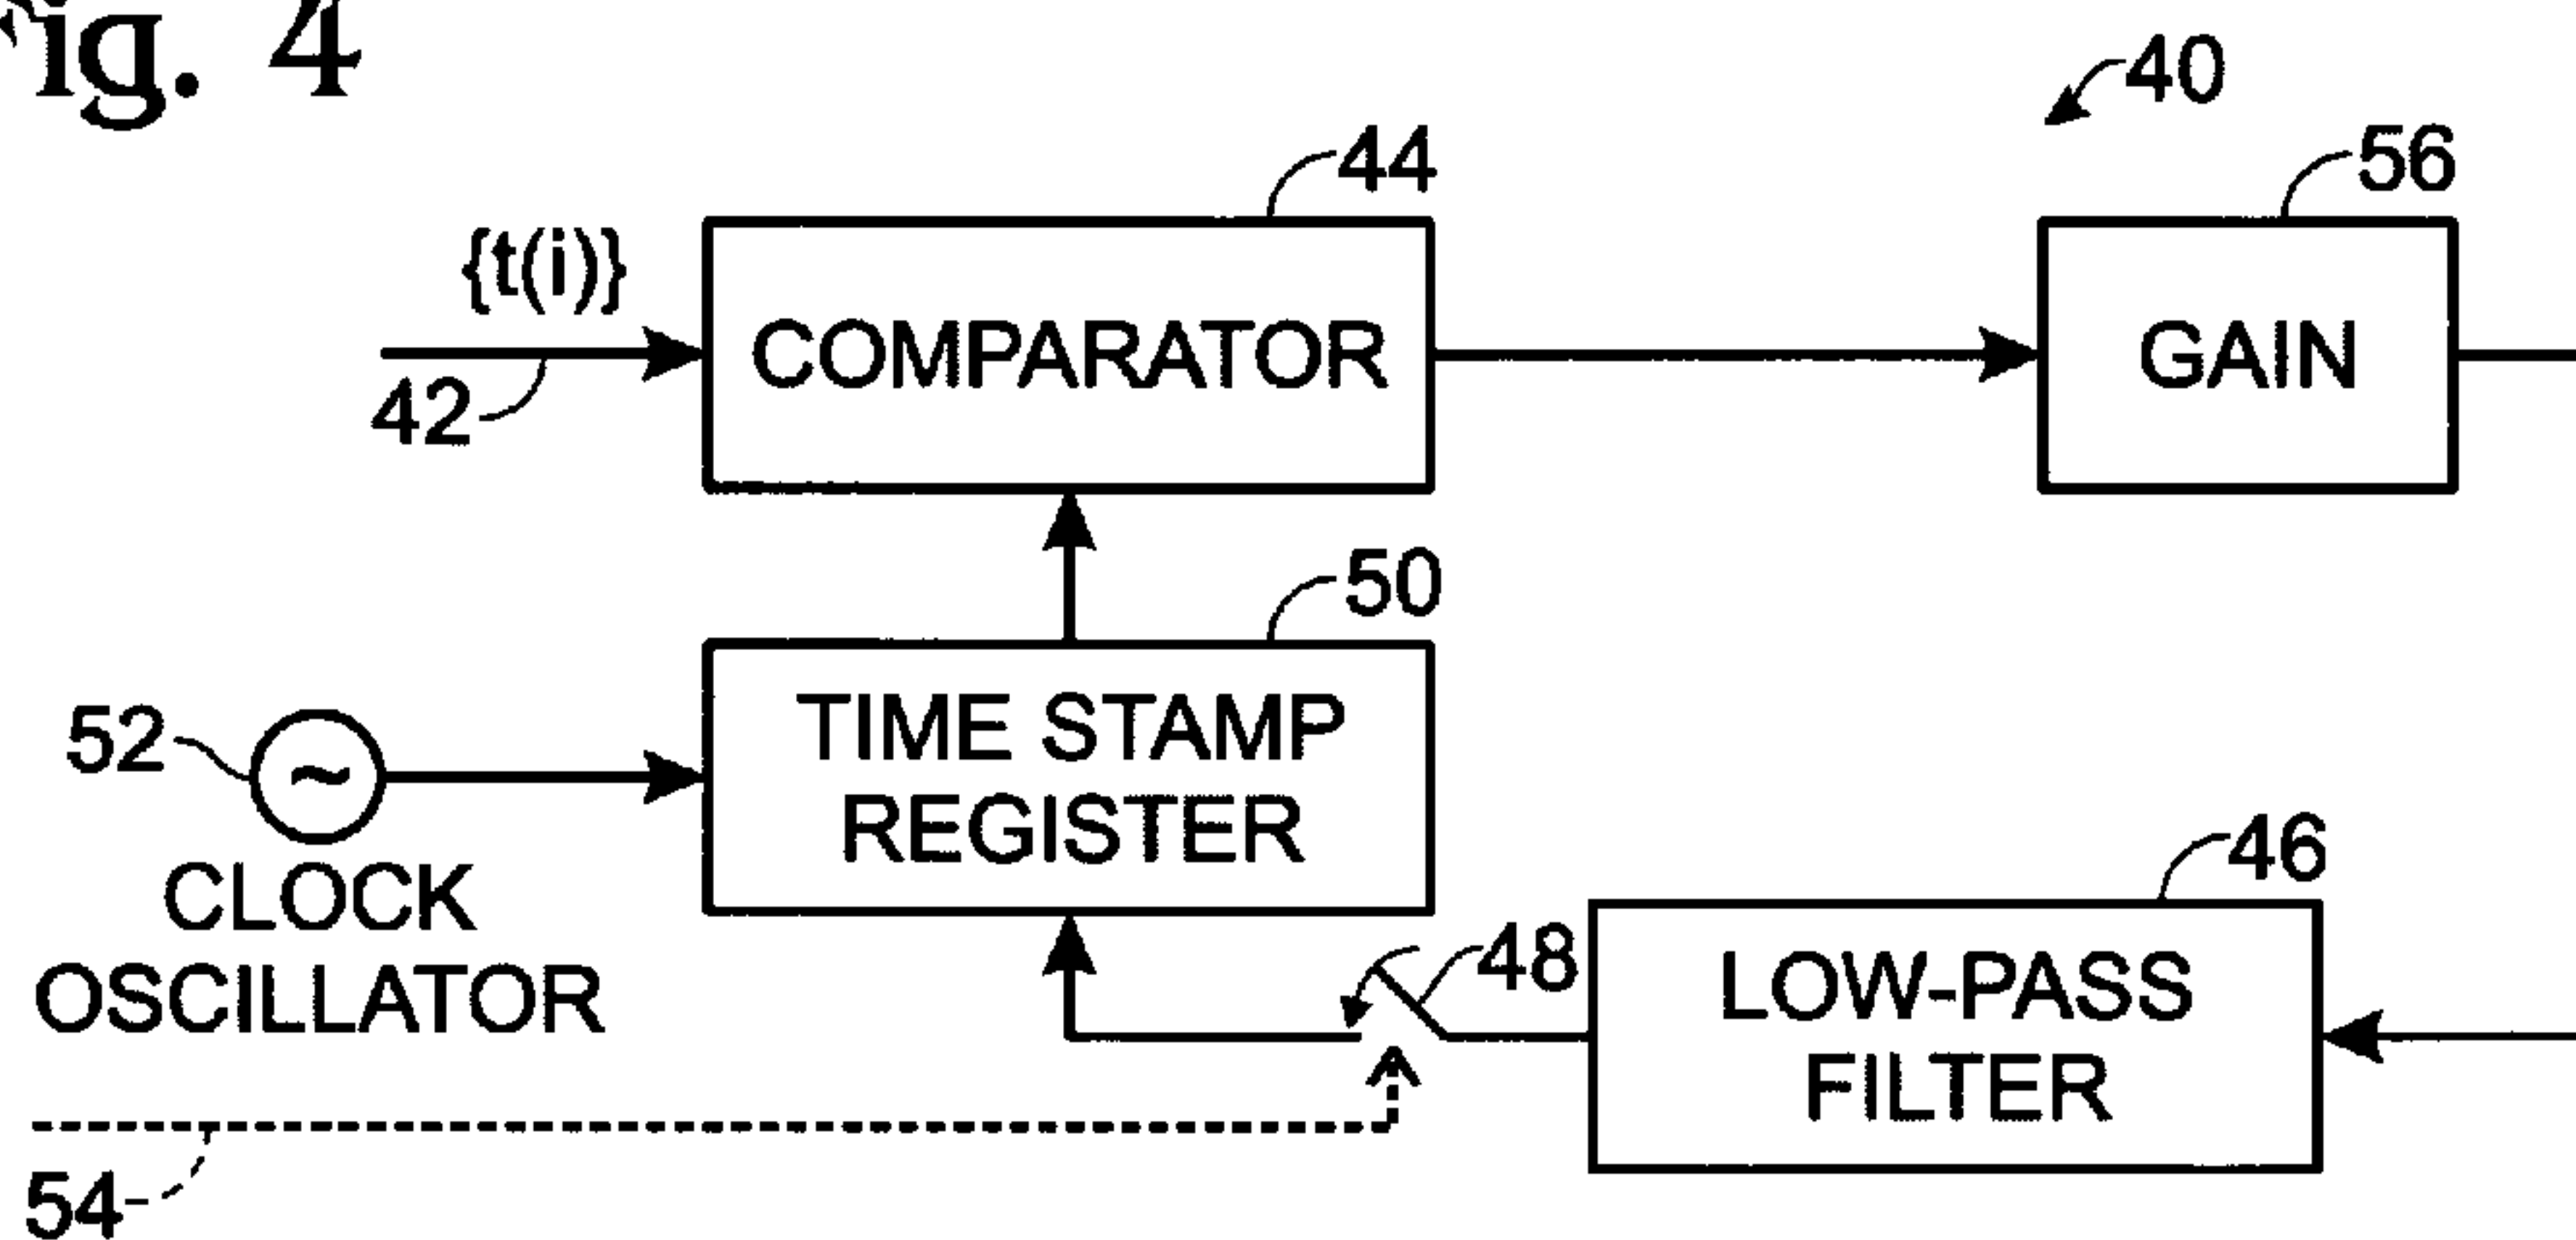 Fig. 4
40
44
56
{t(i)}
COMPARATOR
GAIN
42
50
52
~
TIME STAMP
REGISTER
CLOCK
OSCILLATOR
46
48
LOW-PASS
FILTER
54